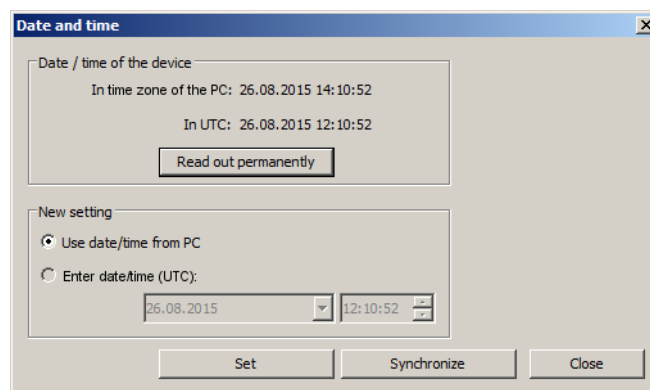 Date and time
Date / time of the device
In time zone of the PC: 26.08.2015 14:10:52
In UTC: 26.08.2015 12:10:52
Read out permanently
New setting
Use date/time from PC
Enter date/time (UTC):
26.08.2015 12:10:52
Set Synchronize Close